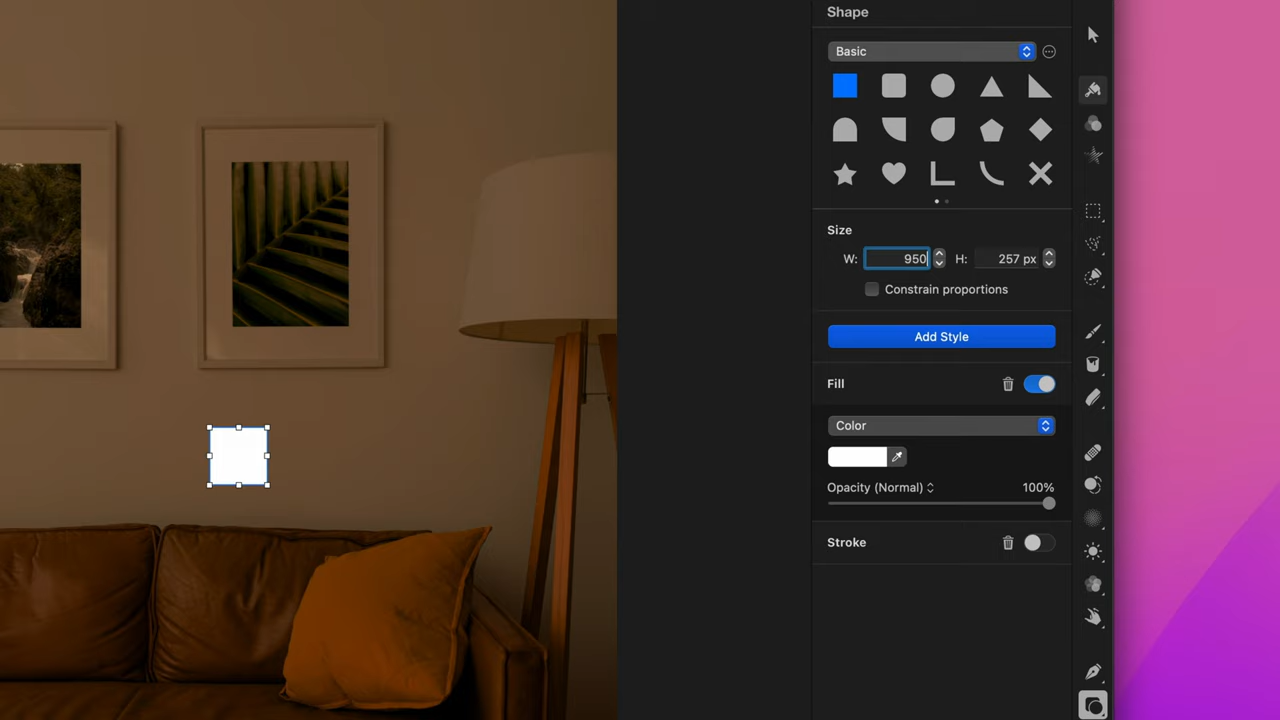 Shape
Basic
Size
W: 950 H: 257 px
Constrain proportions
Add Style
Fill
Color
Opacity (Normal) 100%
Stroke